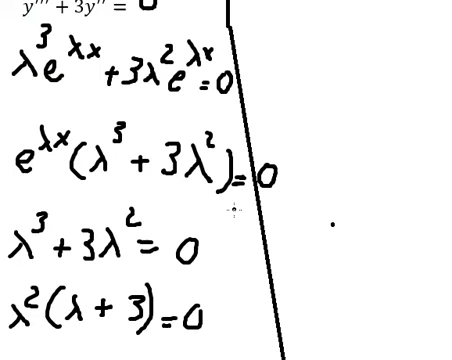 y''' + 3y'' = 0
λ³e^λx + 3λ²e^λx = 0
e^λx(λ³ + 3λ²) = 0
λ³ + 3λ² = 0
λ²(λ + 3) = 0